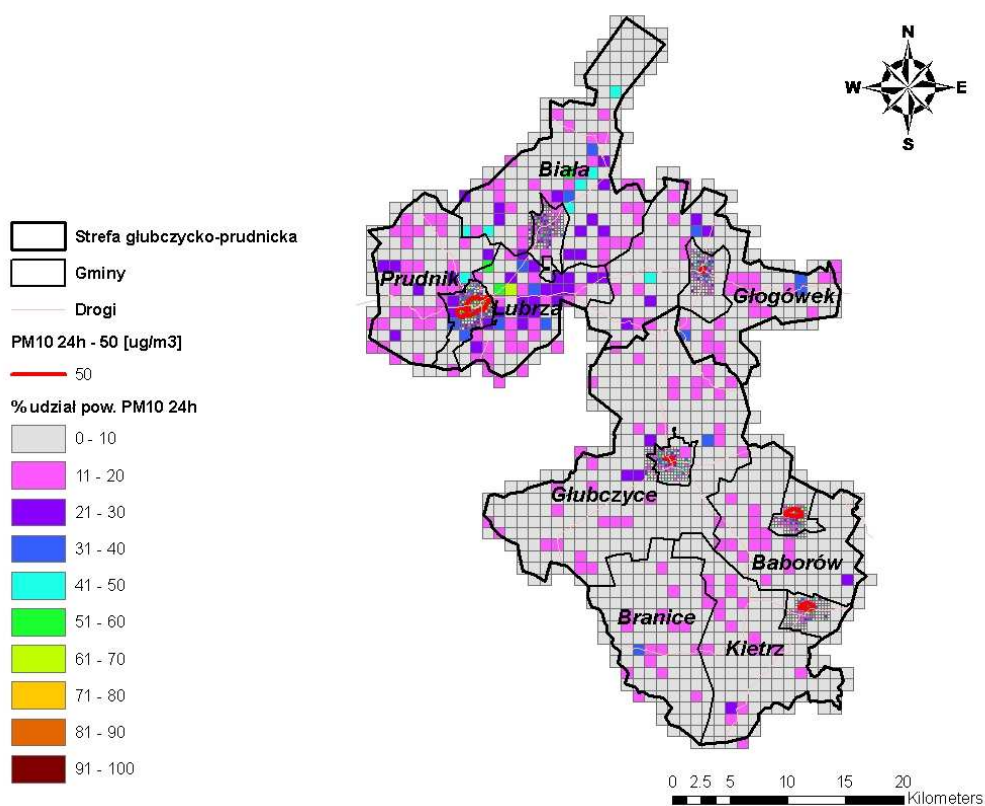 N
W E
S
Biała
Prudnik
Lubrza
Głogówek
Głubczyce
Baborów
Branice
Kietrz
Strefa głubczycko-prudnicka
Gminy
Drogi
PM10 24h - 50 [ug/m3]
50
% udział pow. PM10 24h
0 - 10
11 - 20
21 - 30
31 - 40
41 - 50
51 - 60
61 - 70
71 - 80
81 - 90
91 - 100
0 2.5 5 10 15 20
Kilometers